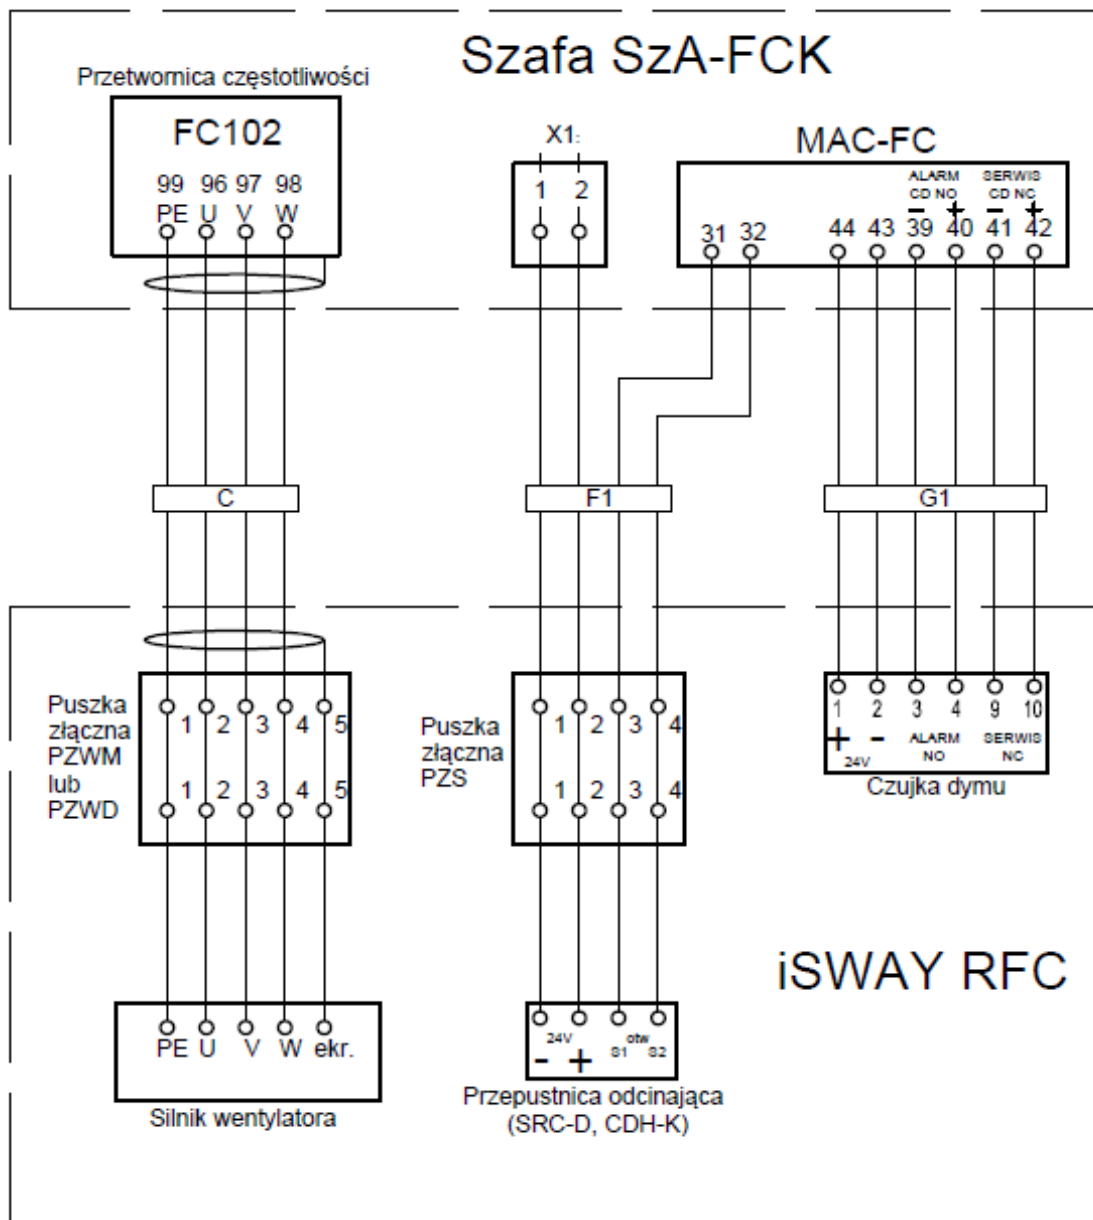 Szafa SzA-FCK
Przetwornica częstotliwości
FC102
99 96 97 98
PE U V W
X1:
1 2
MAC-FC
ALARM SERWIS
CD NO CD NC
- + - +
31 32 44 43 39 40 41 42
C
F1
G1
Puszka
złączna
PZWM
lub
PZWD
1 2 3 4 5
1 2 3 4 5
Puszka
złączna
PZS
1 2 3 4
1 2 3 4
1 2 3 4 9 10
+ - ALARM SERWIS
24V NO NC
Czujka dymu
iSWAY RFC
PE U V W ekr.
Silnik wentylatora
24V otw
- + S1 S2
Przepustnica odcinająca
(SRC-D, CDH-K)